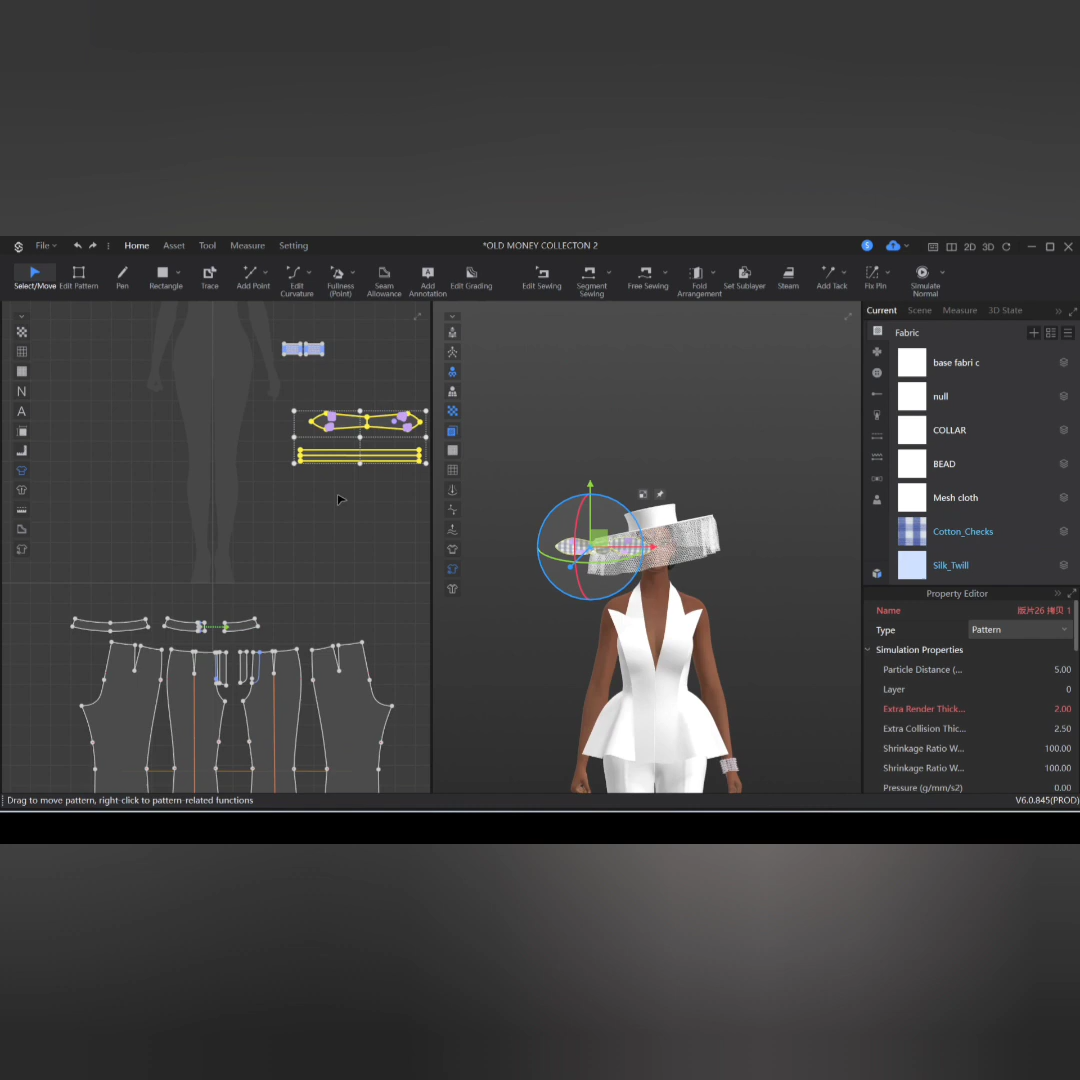 File Home Asset Tool Measure Setting *OLD MONEY COLLECTON 2 S 2D 3D
Select/Move Edit Pattern Pen Rectangle Trace Add Point Edit Curvature Fullness (Point) Seam Allowance Add Annotation Edit Grading Edit Sewing Segment Sewing Free Sewing Fold Arrangement Set Sublayer Steam Add Tack Fix Pin Simulate Normal
Current Scene Measure 3D State
Fabric
base fabri c
null
N
A
COLLAR
BEAD
Mesh cloth
Cotton_Checks
Silk_Twill
Property Editor
Name 版片26 拷贝 1
Type Pattern
Simulation Properties
Particle Distance (... 5.00
Layer 0
Extra Render Thick... 2.00
Extra Collision Thic... 2.50
Shrinkage Ratio W... 100.00
Shrinkage Ratio W... 100.00
Pressure (g/mm/s2) 0.00
Drag to move pattern, right-click to pattern-related functions V6.0.845(PROD)